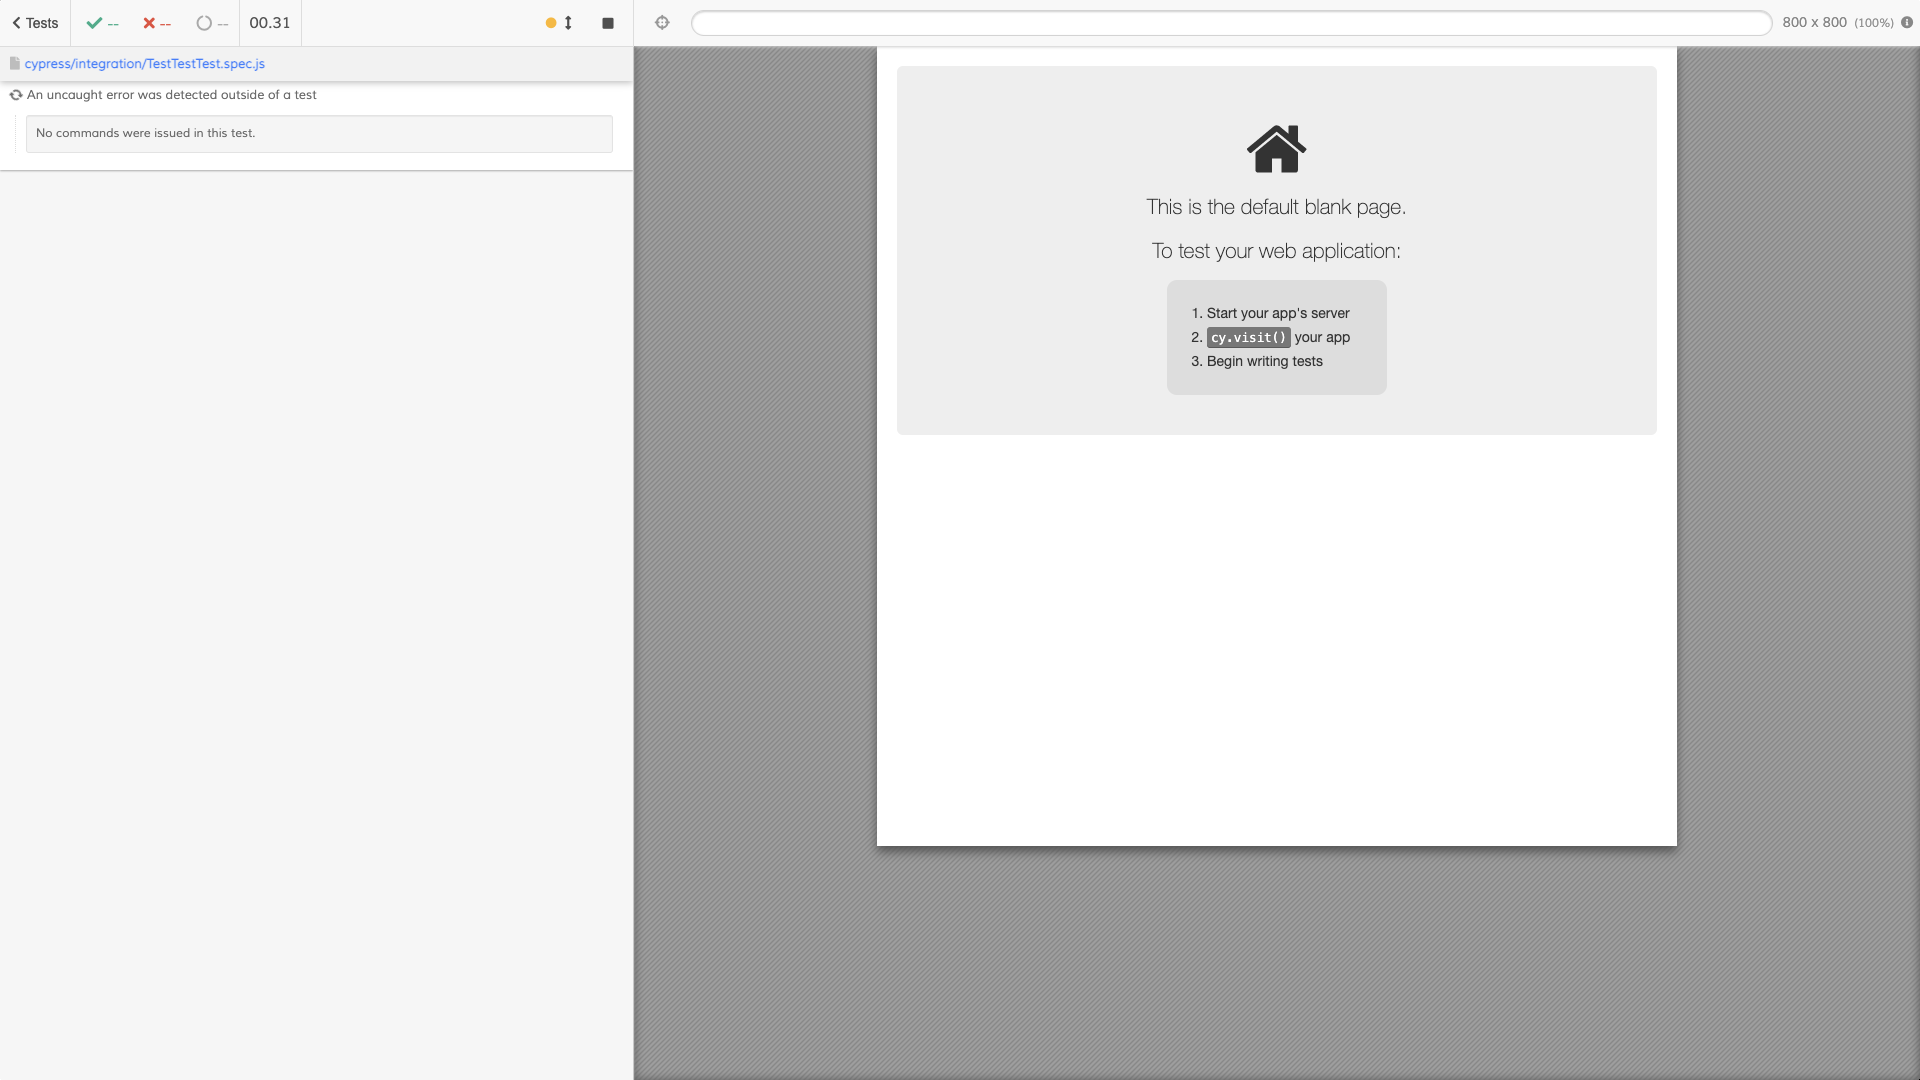 Tests
--
--
--
00.31
800 x 800 (100%)
cypress/integration/TestTestTest.spec.js
An uncaught error was detected outside of a test
No commands were issued in this test.
This is the default blank page.
To test your web application:
1. Start your app's server
2. cy.visit() your app
3. Begin writing tests